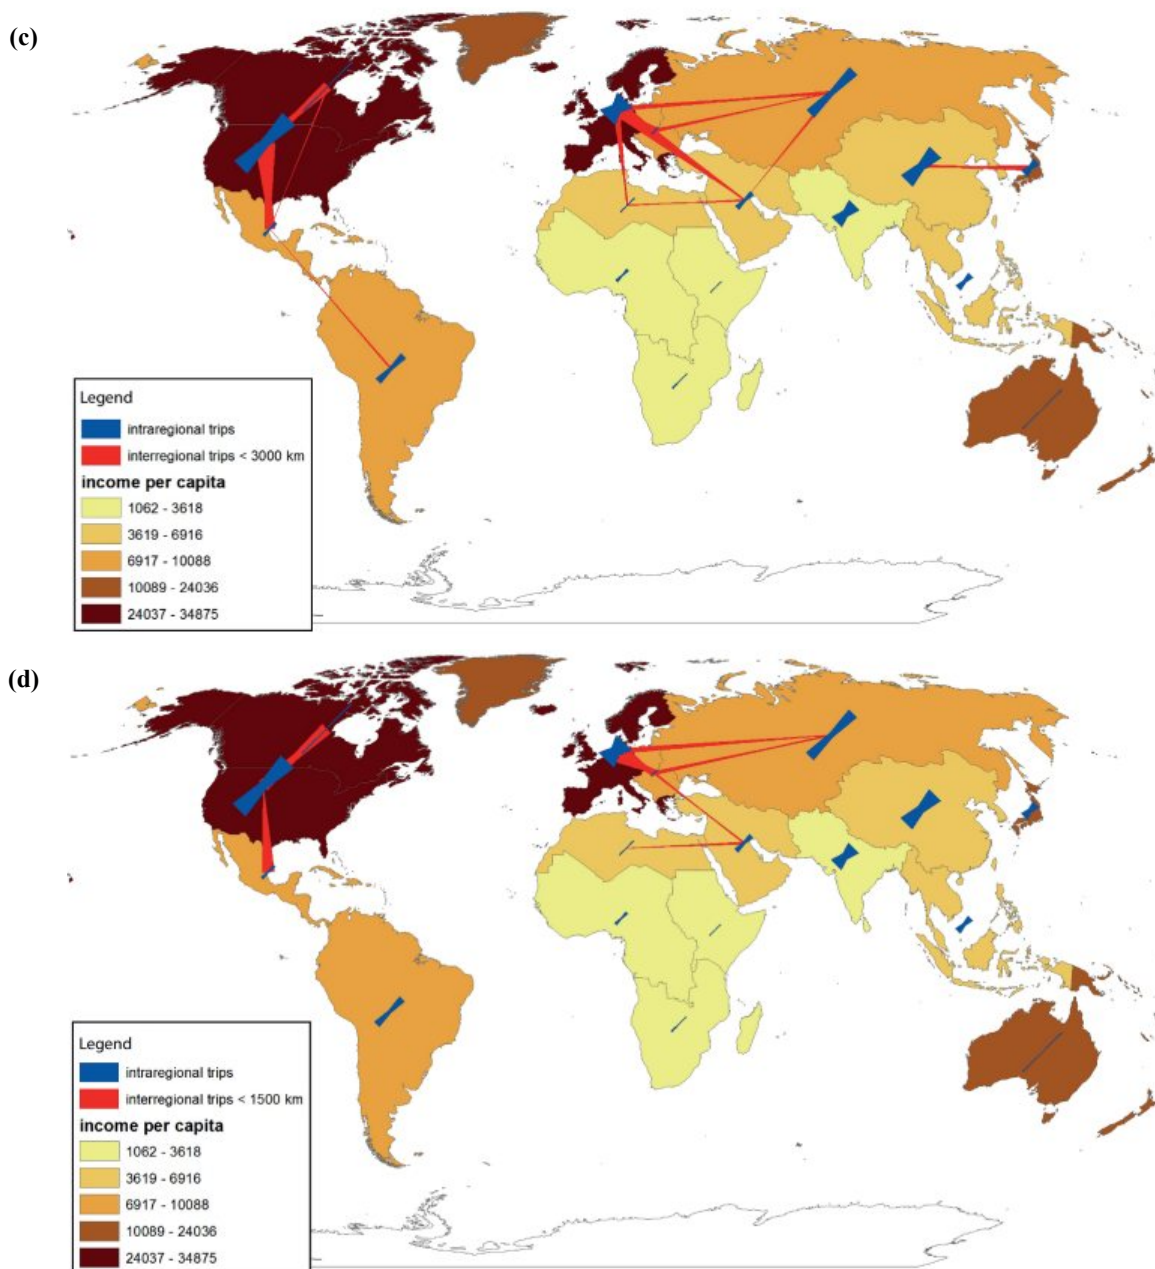 (c)
Legend
intraregional trips
interregional trips < 3000 km
income per capita
1062 - 3618
3619 - 6916
6917 - 10088
10089 - 24036
24037 - 34875
(d)
Legend
intraregional trips
interregional trips < 1500 km
income per capita
1062 - 3618
3619 - 6916
6917 - 10088
10089 - 24036
24037 - 34875